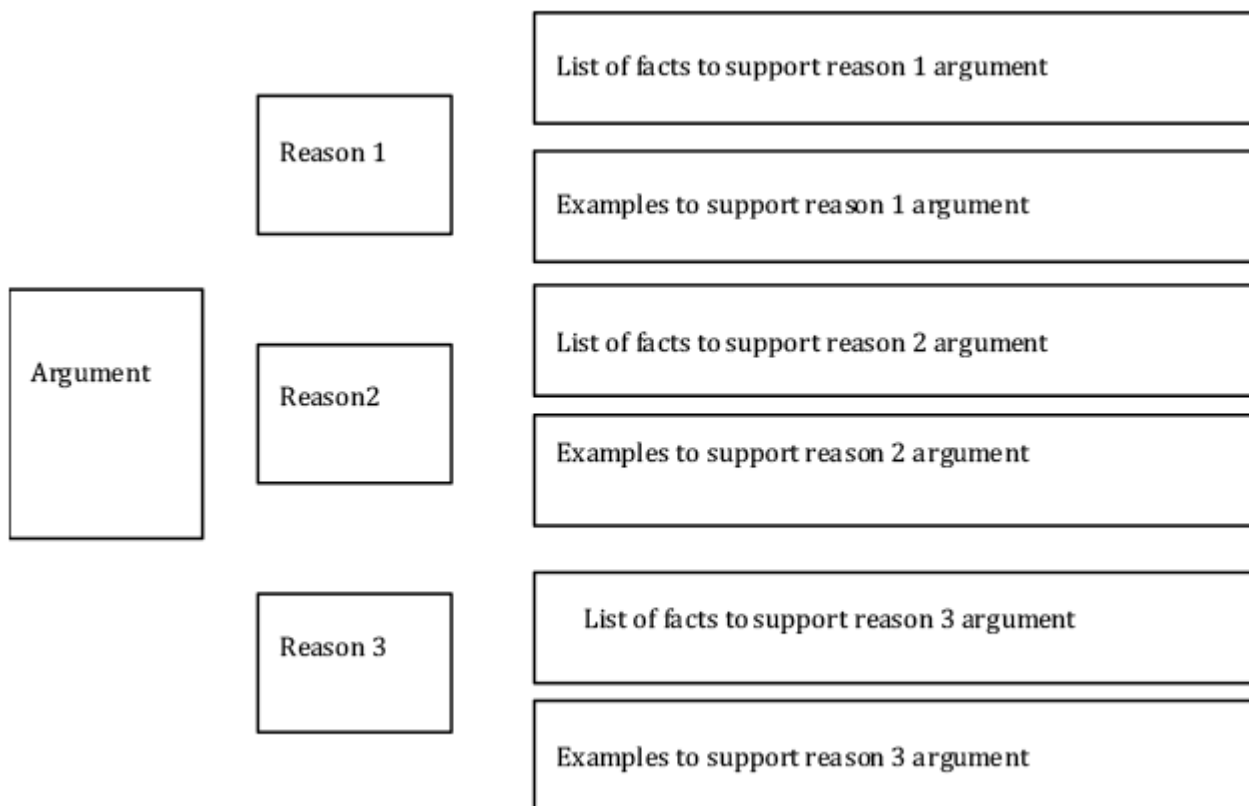 List of facts to support reason 1 argument
Reason 1
Examples to support reason 1 argument
Argument
List of facts to support reason 2 argument
Reason2
Examples to support reason 2 argument
List of facts to support reason 3 argument
Reason 3
Examples to support reason 3 argument